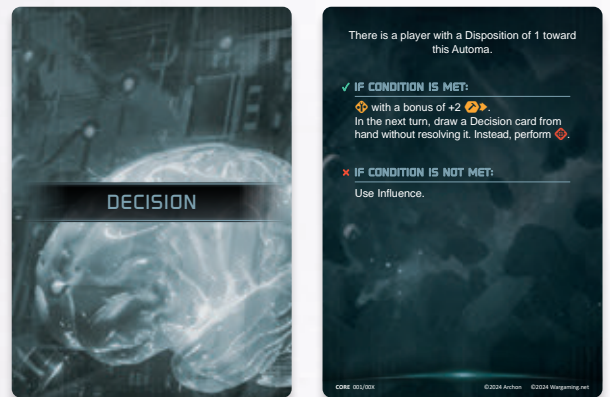 DECISION
There is a player with a Disposition of 1 toward
this Automa.
IF CONDITION IS MET:
with a bonus of +2 .
In the next turn, draw a Decision card from
hand without resolving it. Instead, perform .
IF CONDITION IS NOT MET:
Use Influence.
CORE 001/00X ©2024 Archon ©2024 Wargaming.net